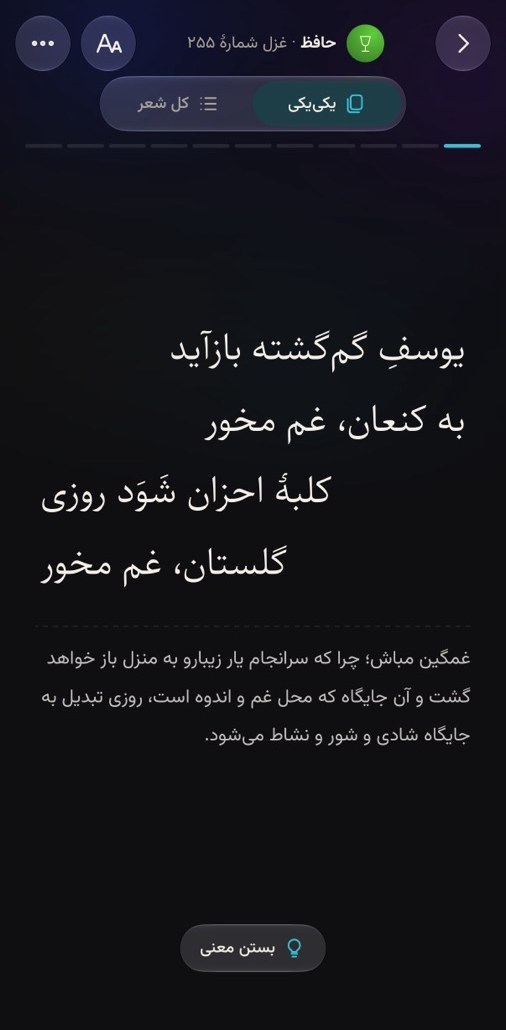 حافظ · غزل شمارهٔ ۲۵۵
AA
یکی‌یکی
کل شعر
یوسفِ گم‌گشته بازآید
به کنعان، غم مخور
کلبهٔ احزان شَوَد روزی
گلستان، غم مخور
غمگین مباش؛ چرا که سرانجام یار زیبارو به منزل باز خواهد
گشت و آن جایگاه که محل غم و اندوه است، روزی تبدیل به
جایگاه شادی و شور و نشاط می‌شود.
بستن معنی